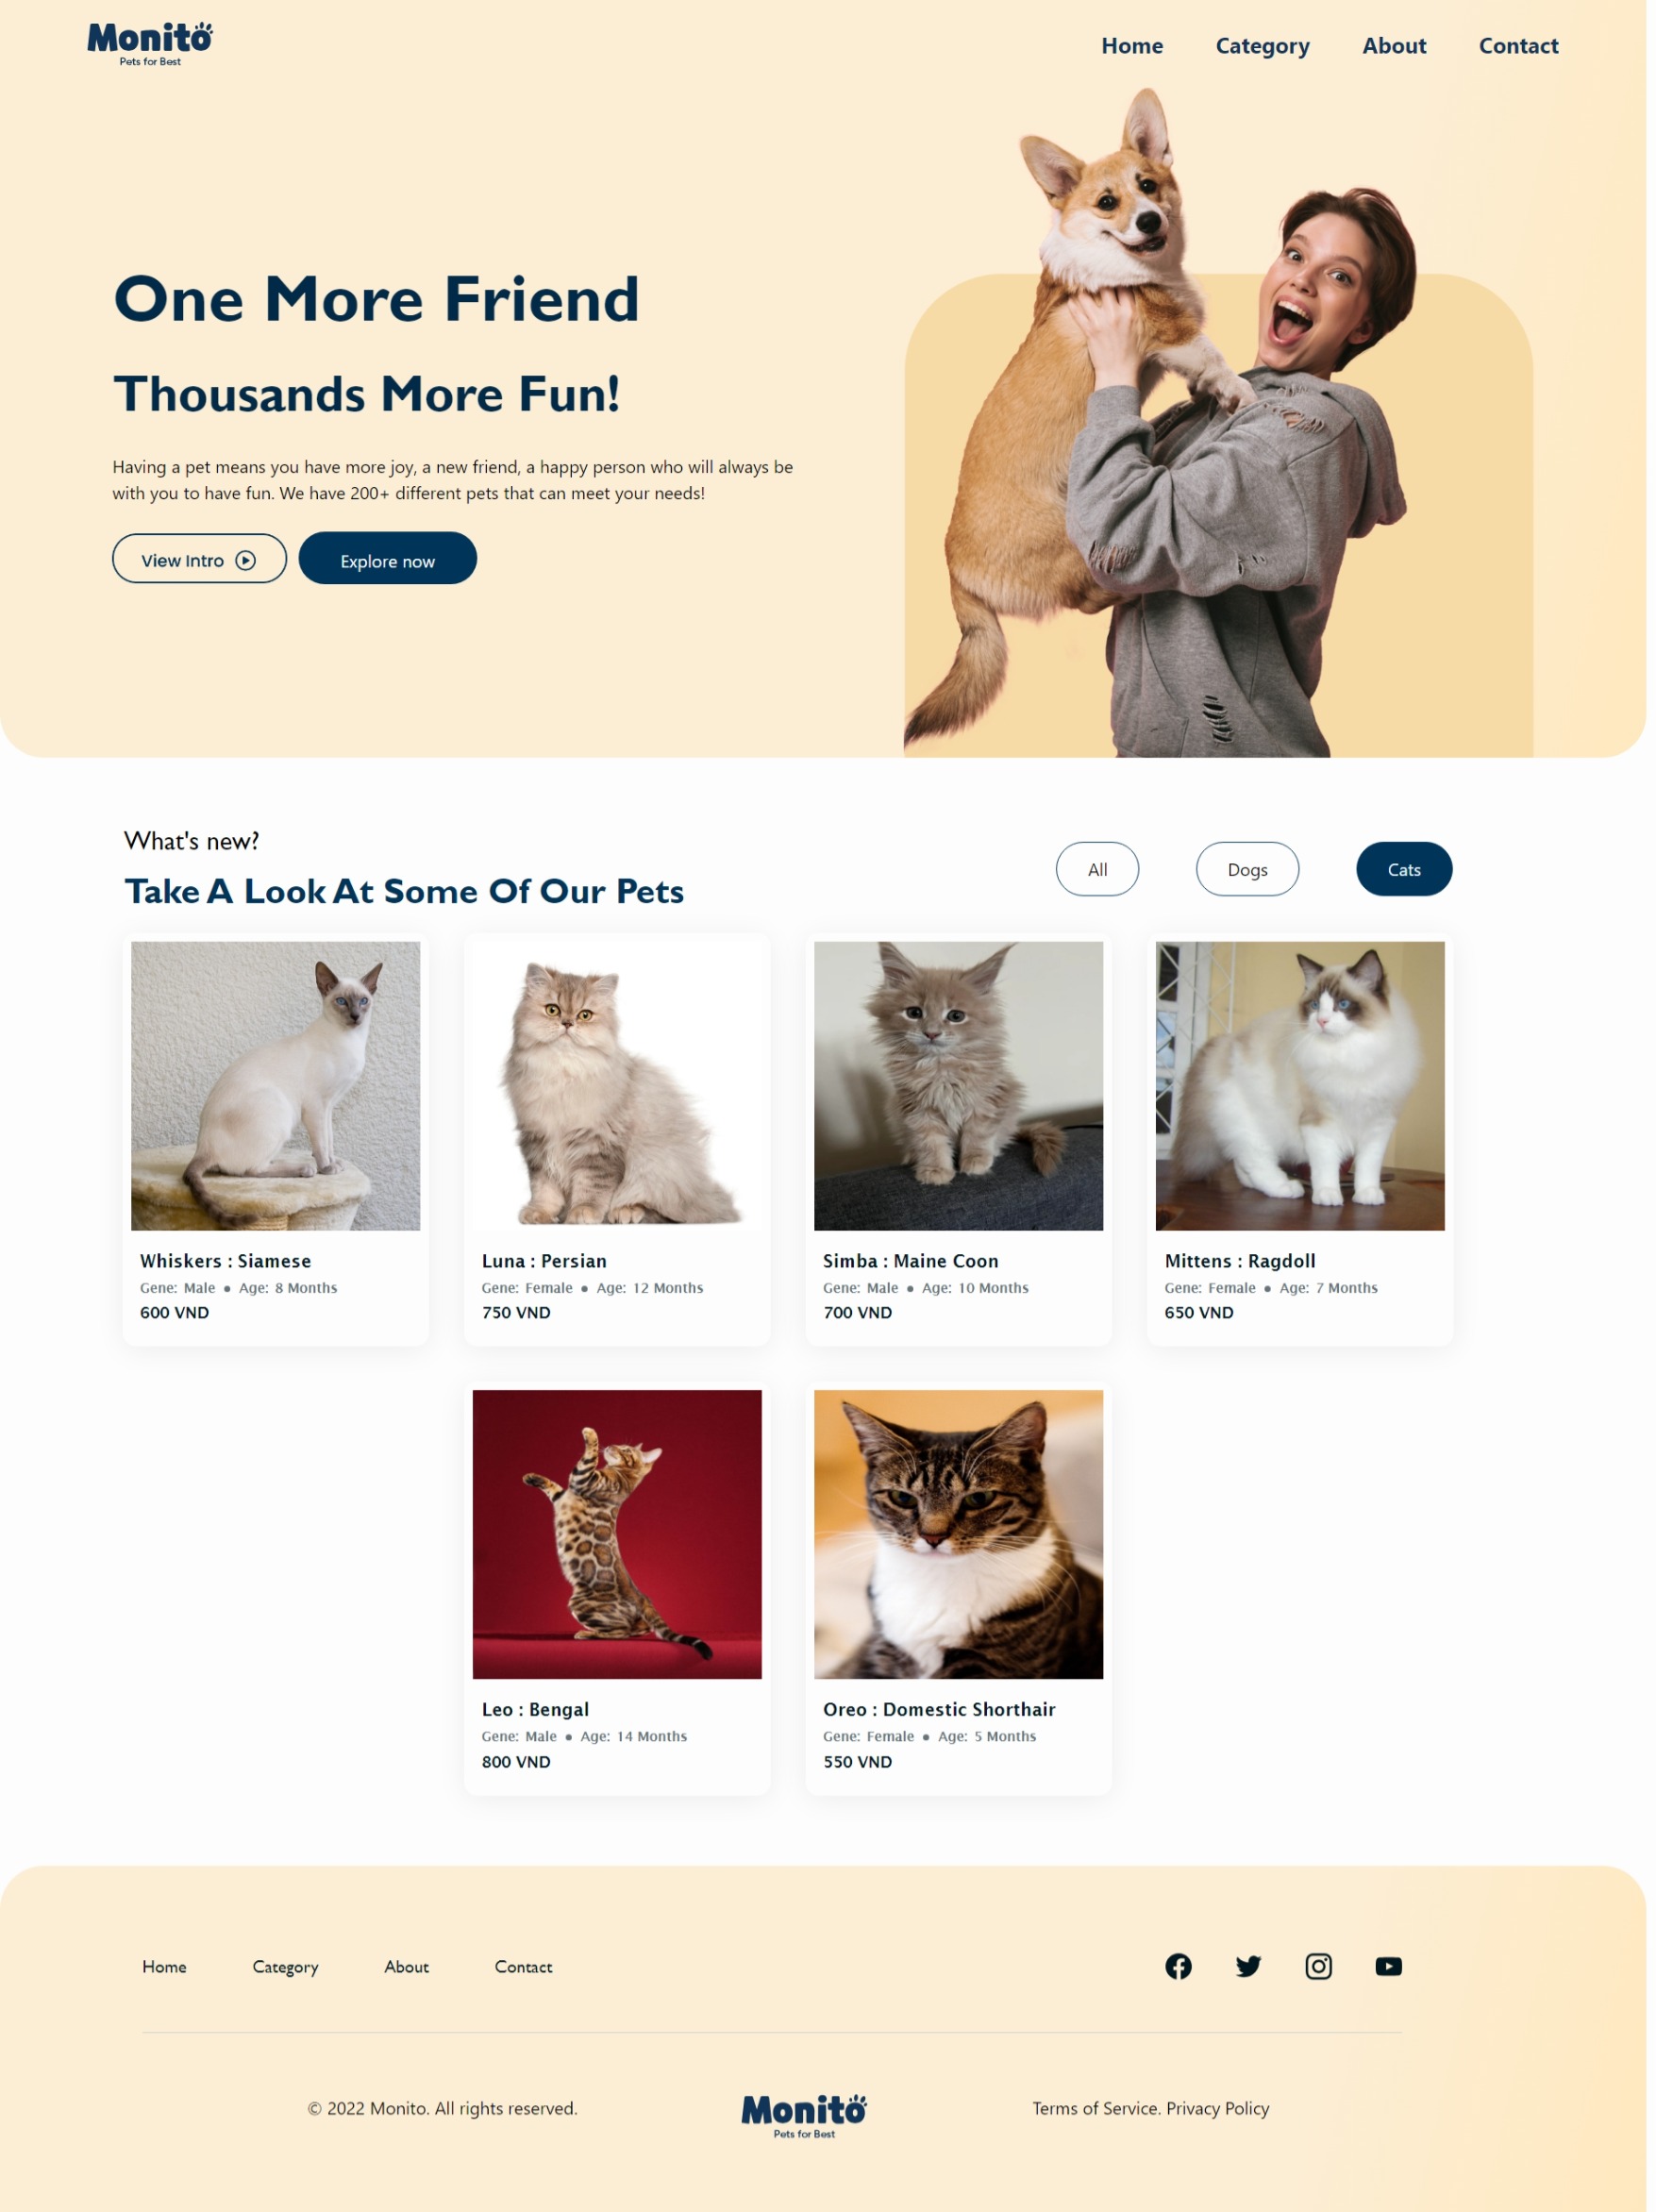 Monito
Pets for Best
Home
Category
About
Contact
One More Friend
Thousands More Fun!
Having a pet means you have more joy, a new friend, a happy person who will always be
with you to have fun. We have 200+ different pets that can meet your needs!
View Intro
Explore now
What's new?
Take A Look At Some Of Our Pets
All
Dogs
Cats
Whiskers : Siamese
Gene: Male • Age: 8 Months
600 VND
Luna : Persian
Gene: Female • Age: 12 Months
750 VND
Simba : Maine Coon
Gene: Male • Age: 10 Months
700 VND
Mittens : Ragdoll
Gene: Female • Age: 7 Months
650 VND
Leo : Bengal
Gene: Male • Age: 14 Months
800 VND
Oreo : Domestic Shorthair
Gene: Female • Age: 5 Months
550 VND
Home
Category
About
Contact
© 2022 Monito. All rights reserved.
Monito
Pets for Best
Terms of Service. Privacy Policy